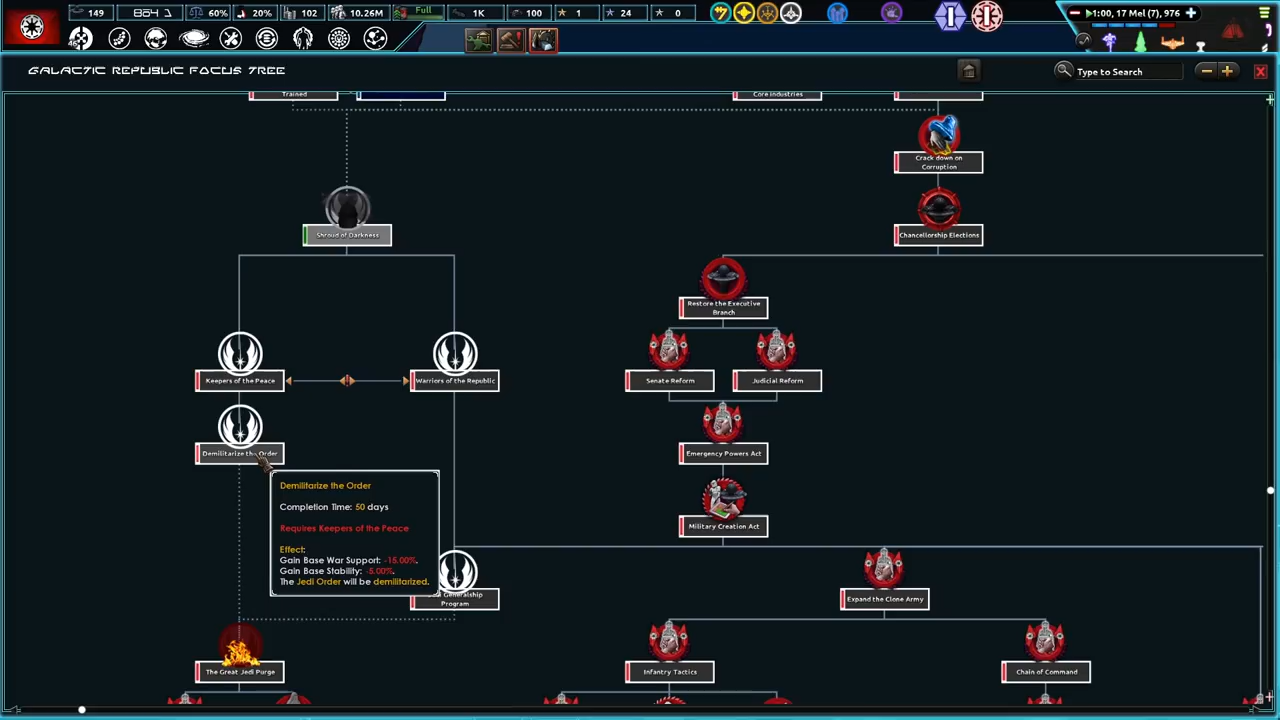 149
884
60%
20%
102
10.26M
Full
1K
100
1
24
0
1:00, 17 Mel (7), 976
GALACTIC REPUBLIC FOCUS TREE
Type to Search
Trained
Core Industries
Crack down on
Corruption
Shroud of Darkness
Chancellorship Elections
Restore the Executive
Branch
Keepers of the Peace
Warriors of the Republic
Senate Reform
Judicial Reform
Demilitarize the Order
Emergency Powers Act
Demilitarize the Order
Completion Time: 50 days
Requires Keepers of the Peace
Effect:
Gain Base War Support: -15.00%.
Gain Base Stability: -5.00%.
The Jedi Order will be demilitarized.
Military Creation Act
Generalship
Program
Expand the Clone Army
The Great Jedi Purge
Infantry Tactics
Chain of Command